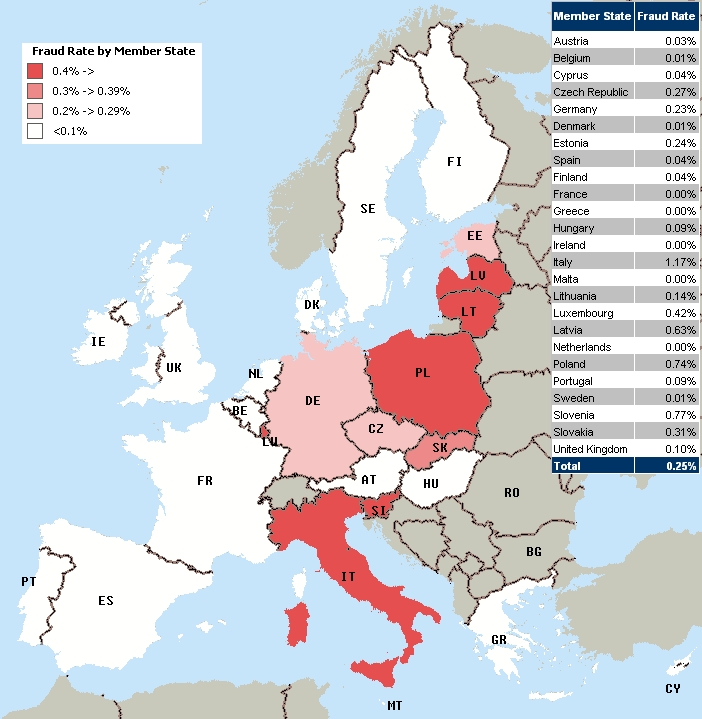 Fraud Rate by Member State
0.4% ->
0.3% -> 0.39%
0.2% -> 0.29%
<0.1%
Member State Fraud Rate
Austria 0.03%
Belgium 0.01%
Cyprus 0.04%
Czech Republic 0.27%
Germany 0.23%
Denmark 0.01%
Estonia 0.24%
Spain 0.04%
Finland 0.04%
France 0.00%
Greece 0.00%
Hungary 0.09%
Ireland 0.00%
Italy 1.17%
Malta 0.00%
Lithuania 0.14%
Luxembourg 0.42%
Latvia 0.63%
Netherlands 0.00%
Poland 0.74%
Portugal 0.09%
Sweden 0.01%
Slovenia 0.77%
Slovakia 0.31%
United Kingdom 0.10%
Total 0.25%
FI
SE
EE
LV
DK
LT
IE
UK
NL
PL
DE
BE
CZ
LU
SK
FR
AT
HU
RO
SI
BG
IT
PT
ES
GR
CY
MT